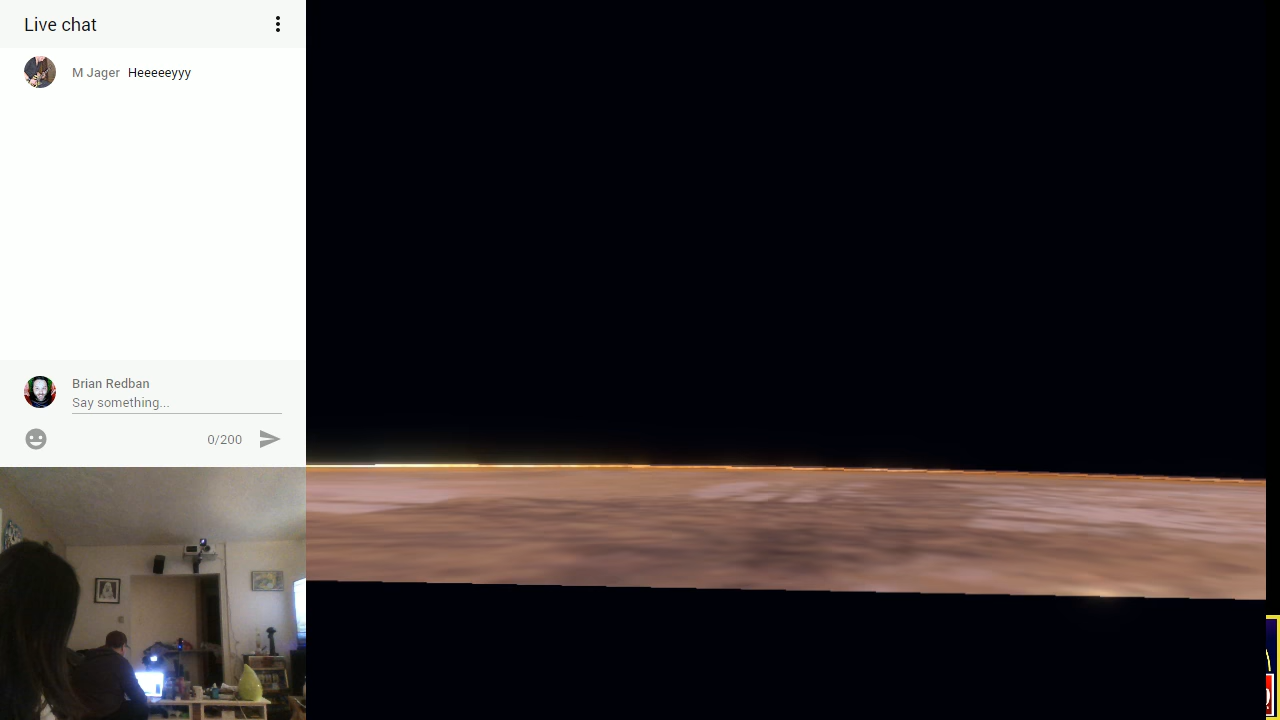 Live chat
M Jager Heeeeeyyy
Brian Redban
Say something...
0/200